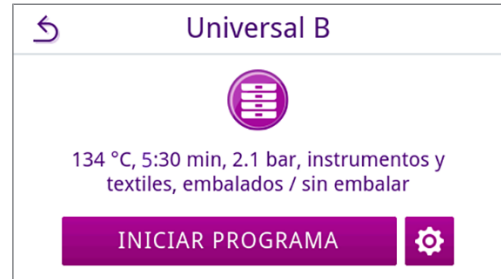 Universal B
134 °C, 5:30 min, 2.1 bar, instrumentos y
textiles, embalados / sin embalar
INICIAR PROGRAMA